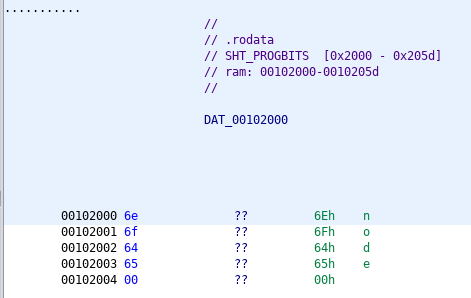 ...........
//
// .rodata
// SHT_PROGBITS [0x2000 - 0x205d]
// ram: 00102000-0010205d
//
DAT_00102000
00102000 6e ?? 6Eh n
00102001 6f ?? 6Fh o
00102002 64 ?? 64h d
00102003 65 ?? 65h e
00102004 00 ?? 00h